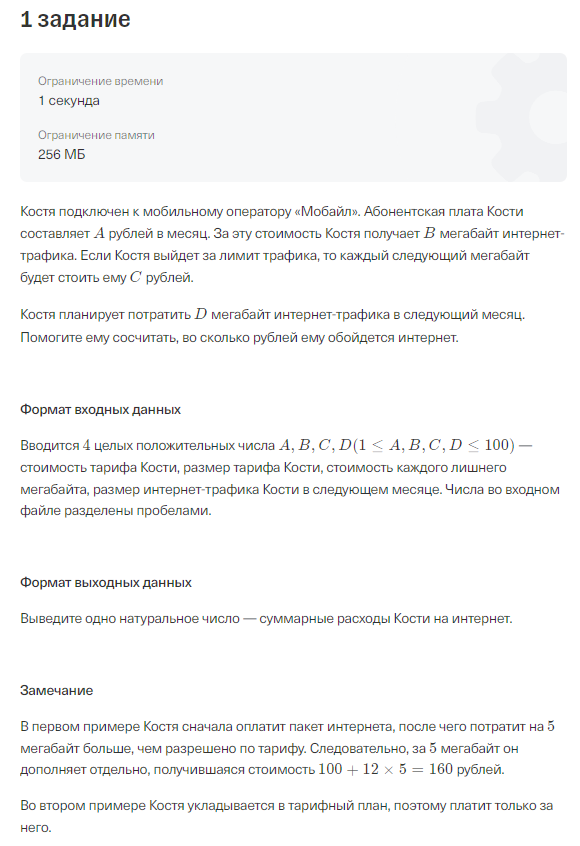 1 задание
Ограничение времени
1 секунда
Ограничение памяти
256 МБ
Костя подключен к мобильному оператору «Мобайл». Абонентская плата Кости
составляет A рублей в месяц. За эту стоимость Костя получает B мегабайт интернет-
трафика. Если Костя выйдет за лимит трафика, то каждый следующий мегабайт
будет стоить ему C рублей.
Костя планирует потратить D мегабайт интернет-трафика в следующий месяц.
Помогите ему сосчитать, во сколько рублей ему обойдется интернет.
Формат входных данных
Вводится 4 целых положительных числа A, B, C, D(1 ≤ A, B, C, D ≤ 100) —
стоимость тарифа Кости, размер тарифа Кости, стоимость каждого лишнего
мегабайта, размер интернет-трафика Кости в следующем месяце. Числа во входном
файле разделены пробелами.
Формат выходных данных
Выведите одно натуральное число — суммарные расходы Кости на интернет.
Замечание
В первом примере Костя сначала оплатит пакет интернета, после чего потратит на 5
мегабайт больше, чем разрешено по тарифу. Следовательно, за 5 мегабайт он
дополняет отдельно, получившаяся стоимость 100 + 12 × 5 = 160 рублей.
Во втором примере Костя укладывается в тарифный план, поэтому платит только за
него.